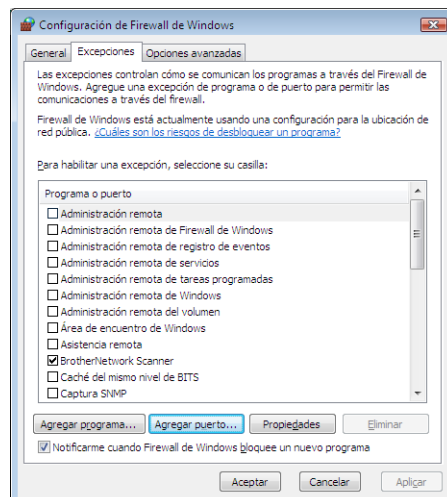 Configuración de Firewall de Windows
General
Excepciones
Opciones avanzadas
Las excepciones controlan cómo se comunican los programas a través del Firewall de
Windows. Agregue una excepción de programa o de puerto para permitir las
comunicaciones a través del firewall.
Firewall de Windows está actualmente usando una configuración para la ubicación de
red pública. ¿Cuáles son los riesgos de desbloquear un programa?
Para habilitar una excepción, seleccione su casilla:
Programa o puerto
Administración remota
Administración remota de Firewall de Windows
Administración remota de registro de eventos
Administración remota de servicios
Administración remota de tareas programadas
Administración remota de Windows
Administración remota del volumen
Área de encuentro de Windows
Asistencia remota
BrotherNetwork Scanner
Caché del mismo nivel de BITS
Captura SNMP
Agregar programa...
Agregar puerto...
Propiedades
Eliminar
Notificarme cuando Firewall de Windows bloquee un nuevo programa
Aceptar
Cancelar
Aplicar